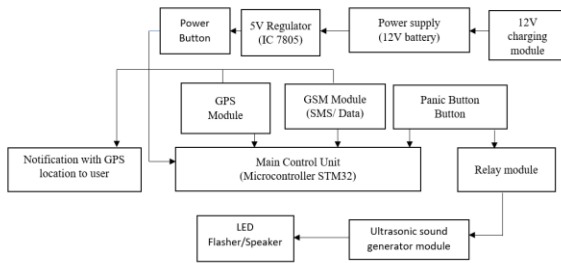 Power
Button
5V Regulator
(IC 7805)
Power supply
(12V battery)
12V
charging
module
GPS
Module
GSM Module
(SMS/ Data)
Panic Button
Button
Notification with GPS
location to user
Main Control Unit
(Microcontroller STM32)
Relay module
LED
Flasher/Speaker
Ultrasonic sound
generator module